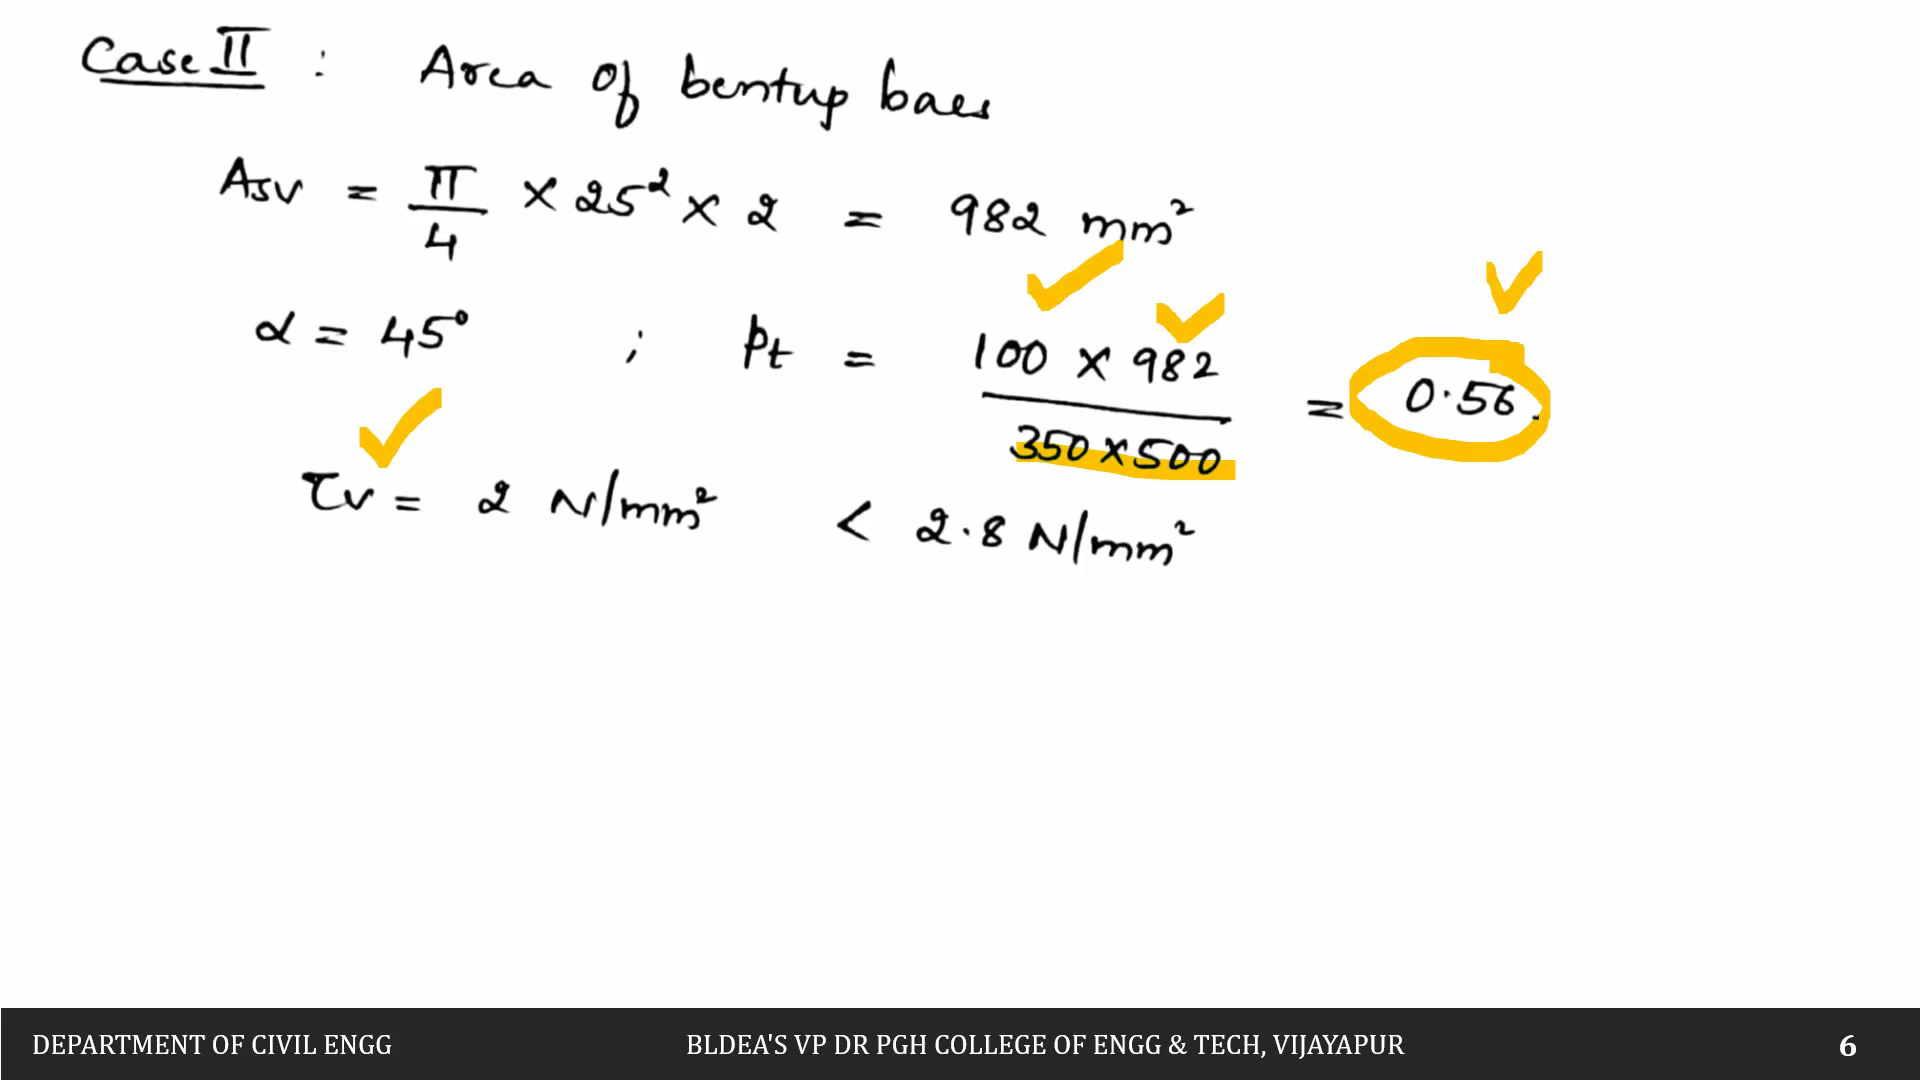 Case II : Area of bentup bars
Asv = π/4 × 25² × 2 = 982 mm²
α = 45° ; Pt = 100 × 982 / 350 × 500 = 0.56.
τv = 2 N/mm² < 2.8 N/mm²
DEPARTMENT OF CIVIL ENGG BLDEA'S VP DR PGH COLLEGE OF ENGG & TECH, VIJAYAPUR 6